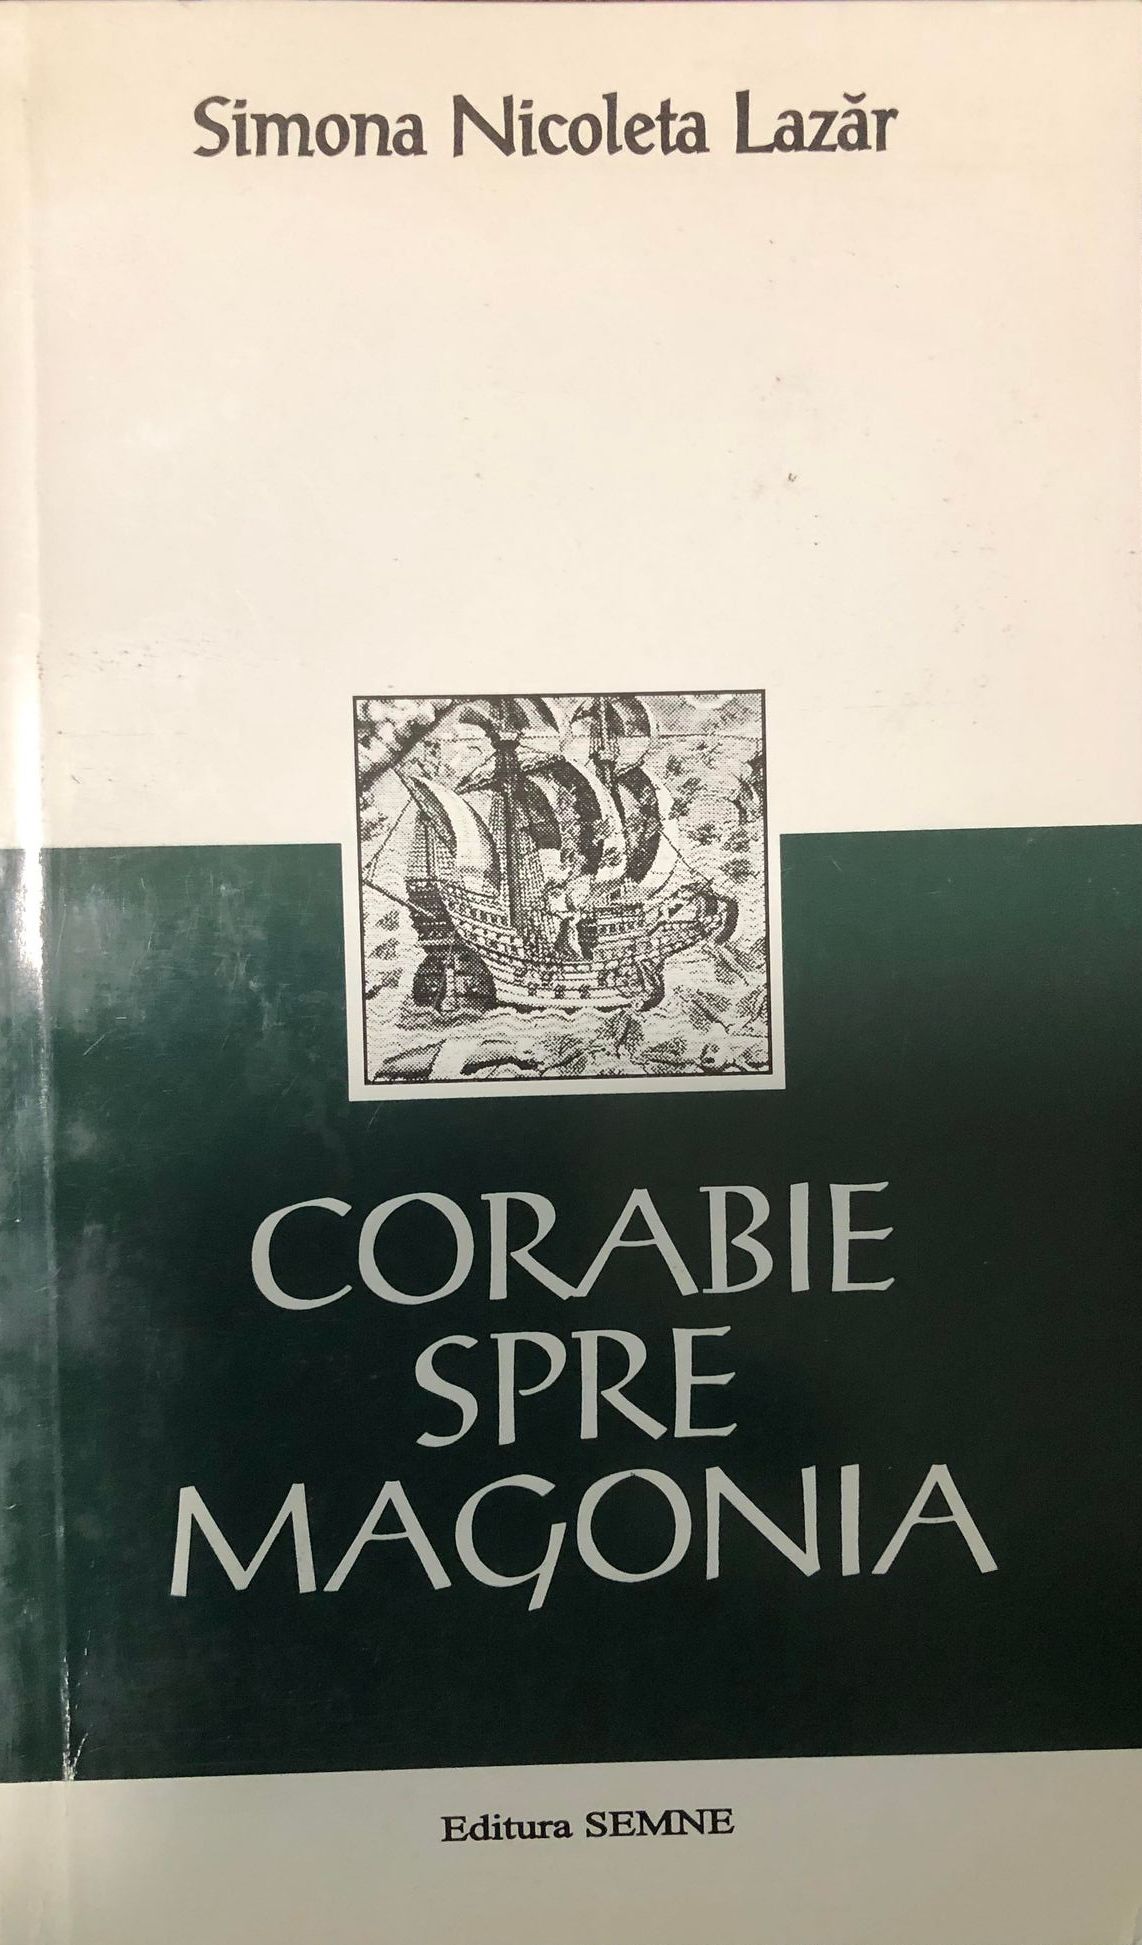 Simona Nicoleta Lazăr
CORABIE
SPRE
MAGONIA
Editura SEMNE